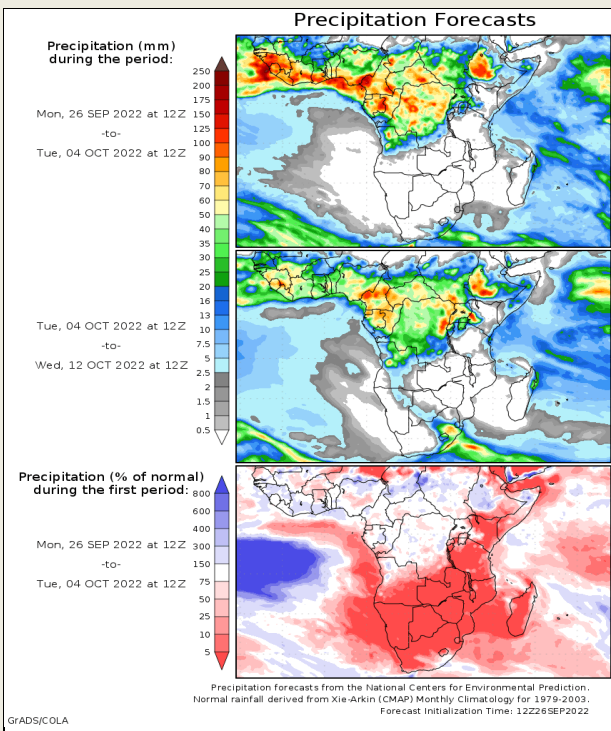 Precipitation Forecasts
Precipitation (mm)
during the period:
Mon, 26 SEP 2022 at 12Z
-to-
Tue, 04 OCT 2022 at 12Z
250
200
175
150
125
100
90
80
70
60
50
40
35
30
25
20
16
13
10
7.5
5
2.5
2
1.5
1
0.5
Tue, 04 OCT 2022 at 12Z
-to-
Wed, 12 OCT 2022 at 12Z
Precipitation (% of normal)
during the first period:
Mon, 26 SEP 2022 at 12Z
-to-
Tue, 04 OCT 2022 at 12Z
800
600
400
300
150
75
50
25
10
5
Precipitation forecasts from the National Centers for Environmental Prediction.
Normal rainfall derived from Xie-Arkin (CMAP) Monthly Climatology for 1979-2003.
Forecast Initialization Time: 12Z26SEP2022
GrADS/COLA